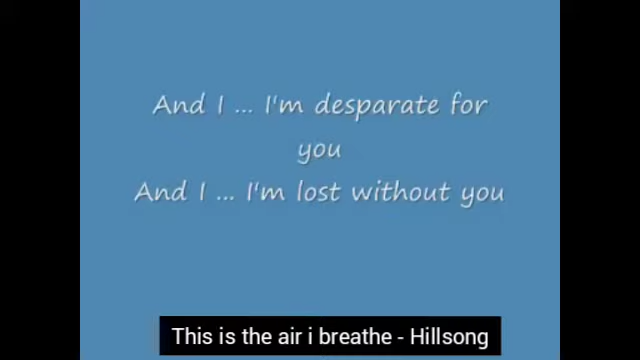 And I ... I'm desparate for
you
And I ... I'm lost without you
This is the air i breathe - Hillsong